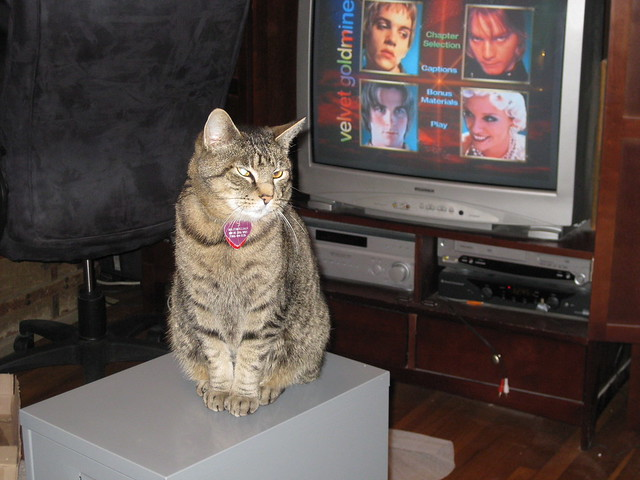 velvet goldmine
Chapter
Selection
Captions
Bonus
Materials
Play